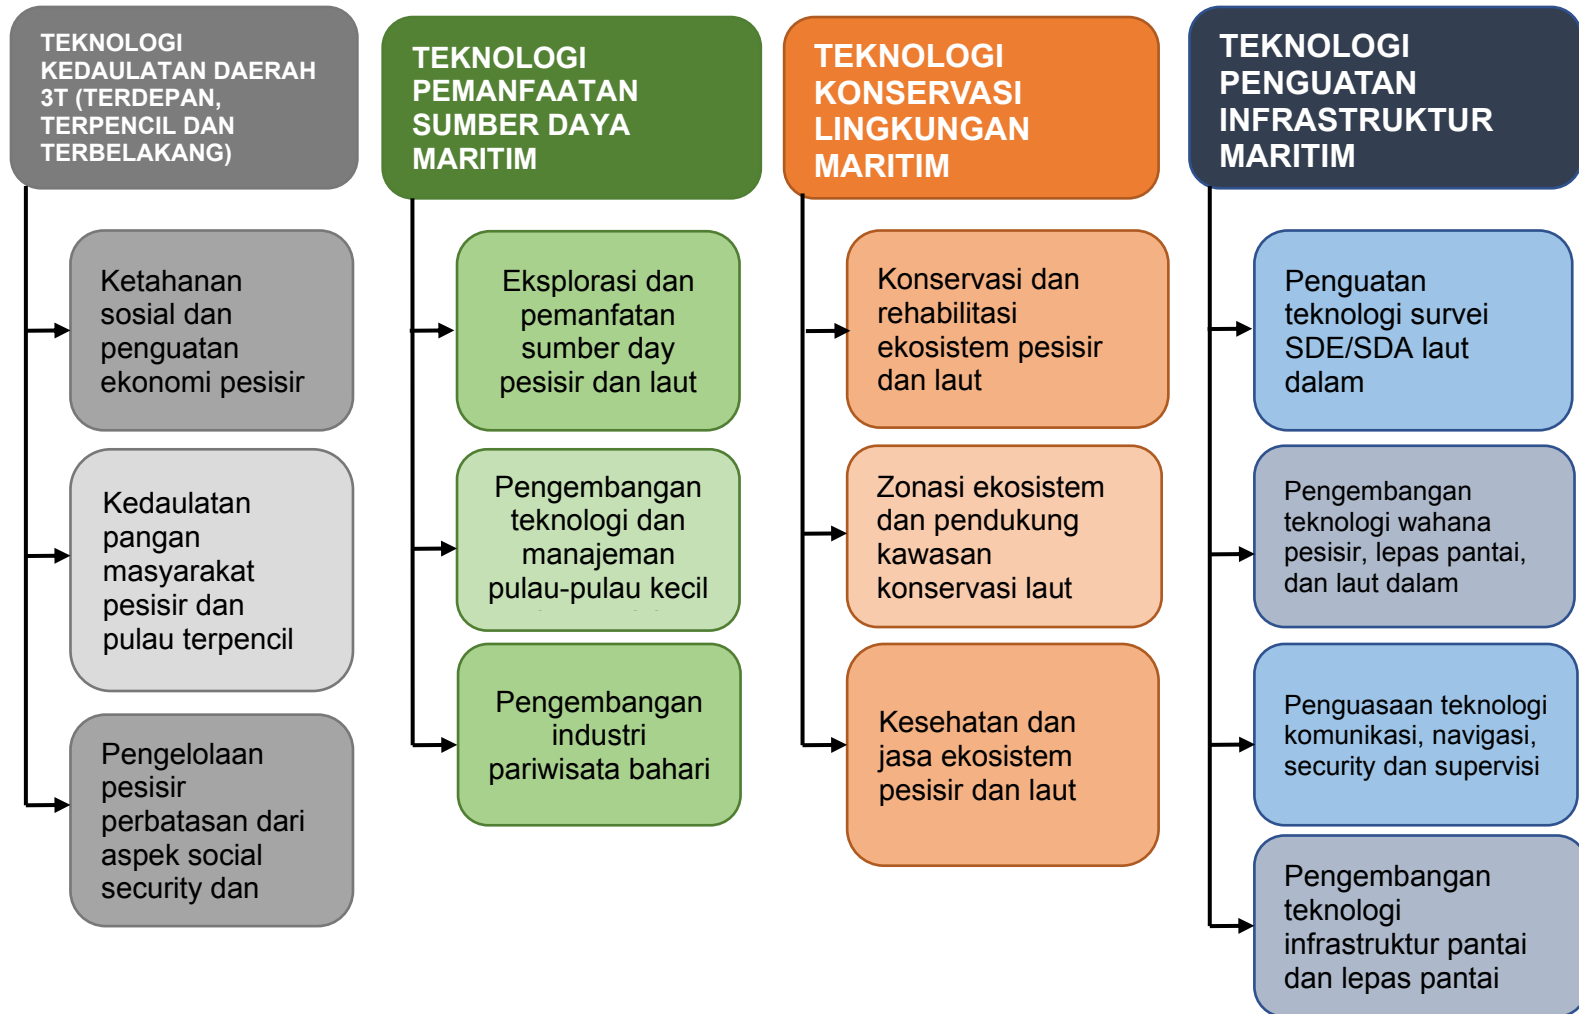 TEKNOLOGI
KEDAULATAN DAERAH
3T (TERDEPAN,
TERPENCIL DAN
TERBELAKANG)
Ketahanan
sosial dan
penguatan
ekonomi pesisir
Kedaulatan
pangan
masyarakat
pesisir dan
pulau terpencil
Pengelolaan
pesisir
perbatasan dari
aspek social
security dan
TEKNOLOGI
PEMANFAATAN
SUMBER DAYA
MARITIM
Eksplorasi dan
pemanfatan
sumber day
pesisir dan laut
Pengembangan
teknologi dan
manajeman
pulau-pulau kecil
Pengembangan
industri
pariwisata bahari
TEKNOLOGI
KONSERVASI
LINGKUNGAN
MARITIM
Konservasi dan
rehabilitasi
ekosistem pesisir
dan laut
Zonasi ekosistem
dan pendukung
kawasan
konservasi laut
Kesehatan dan
jasa ekosistem
pesisir dan laut
TEKNOLOGI
PENGUATAN
INFRASTRUKTUR
MARITIM
Penguatan
teknologi survei
SDE/SDA laut
dalam
Pengembangan
teknologi wahana
pesisir, lepas pantai,
dan laut dalam
Penguasaan teknologi
komunikasi, navigasi,
security dan supervisi
Pengembangan
teknologi
infrastruktur pantai
dan lepas pantai